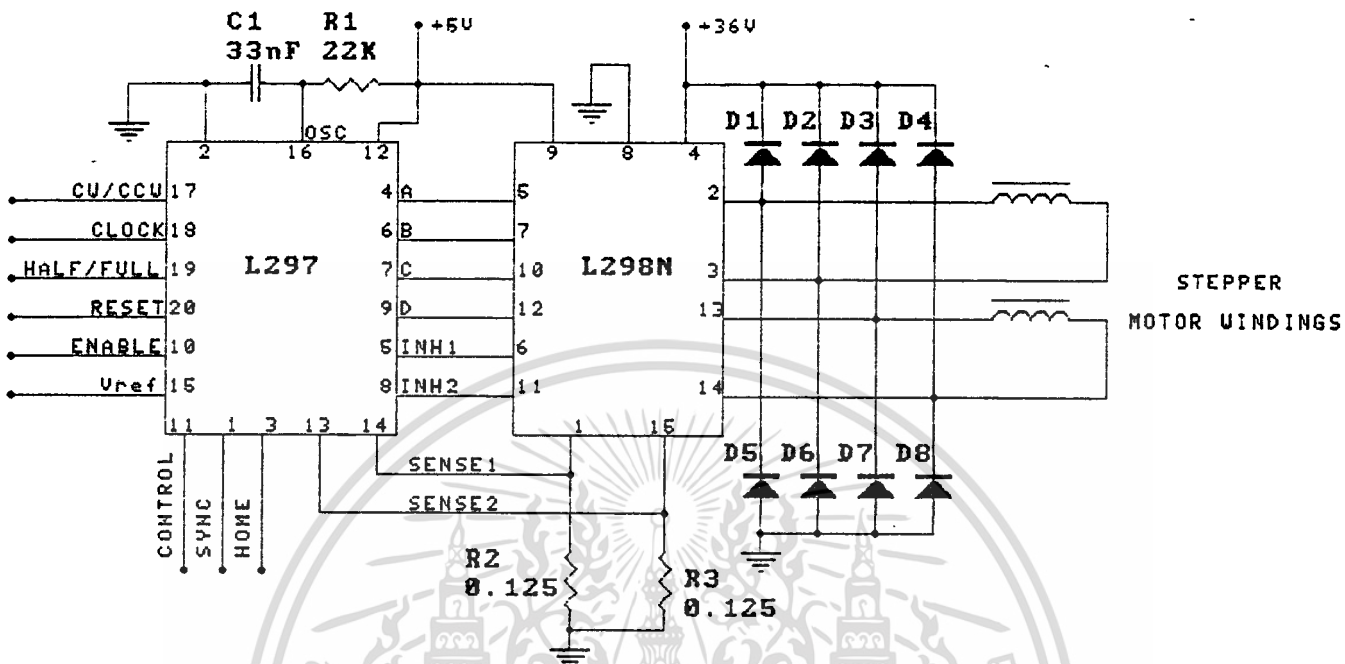 C1 R1 +5V +36V
33nF 22K
OSC
2 16 12 9 8 4
D1 D2 D3 D4
CW/CCW 17 4 A 5 2
CLOCK 18 6 B 7
HALF/FULL 19 L297 7 C 10 L298N 3
RESET 20 9 D 12 13
ENABLE 10 5 INH1 6
Vref 15 8 INH2 11 14
STEPPER
MOTOR WINDINGS
11 1 3 13 14 1 15
CONTROL
SYNC
HOME
SENSE1
SENSE2
D5 D6 D7 D8
R2
0.125
R3
0.125